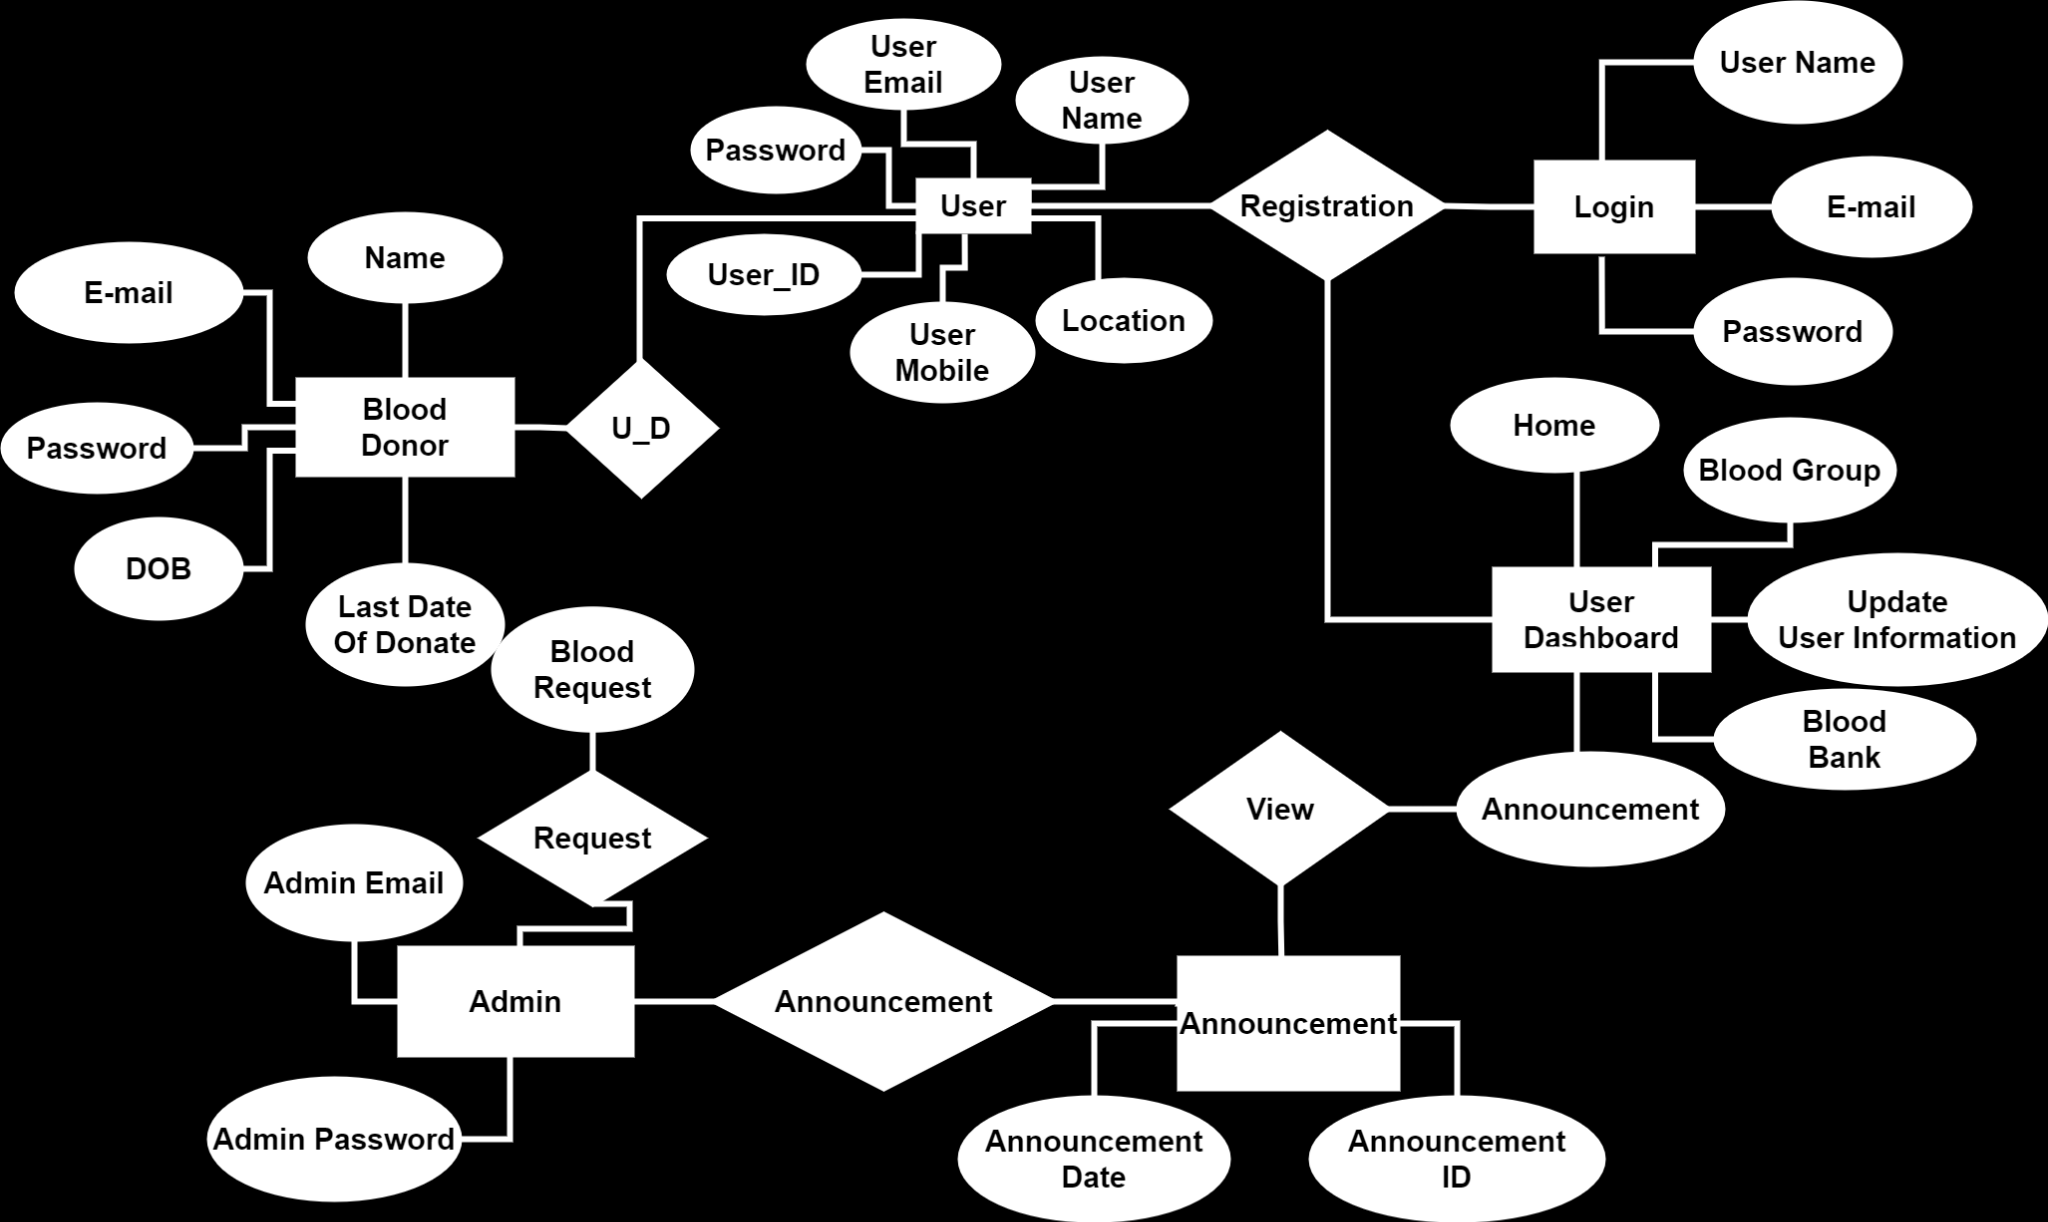 User
Email
User
Name
Password
User
User_ID
User
Mobile
Location
Registration
User Name
Login
E-mail
Password
Name
E-mail
Blood
Donor
Password
DOB
Last Date
Of Donate
U_D
Home
Blood Group
User
Dashboard
Update
User Information
Blood
Bank
Announcement
View
Blood
Request
Request
Admin Email
Admin
Admin Password
Announcement
Announcement
Announcement
Date
Announcement
ID